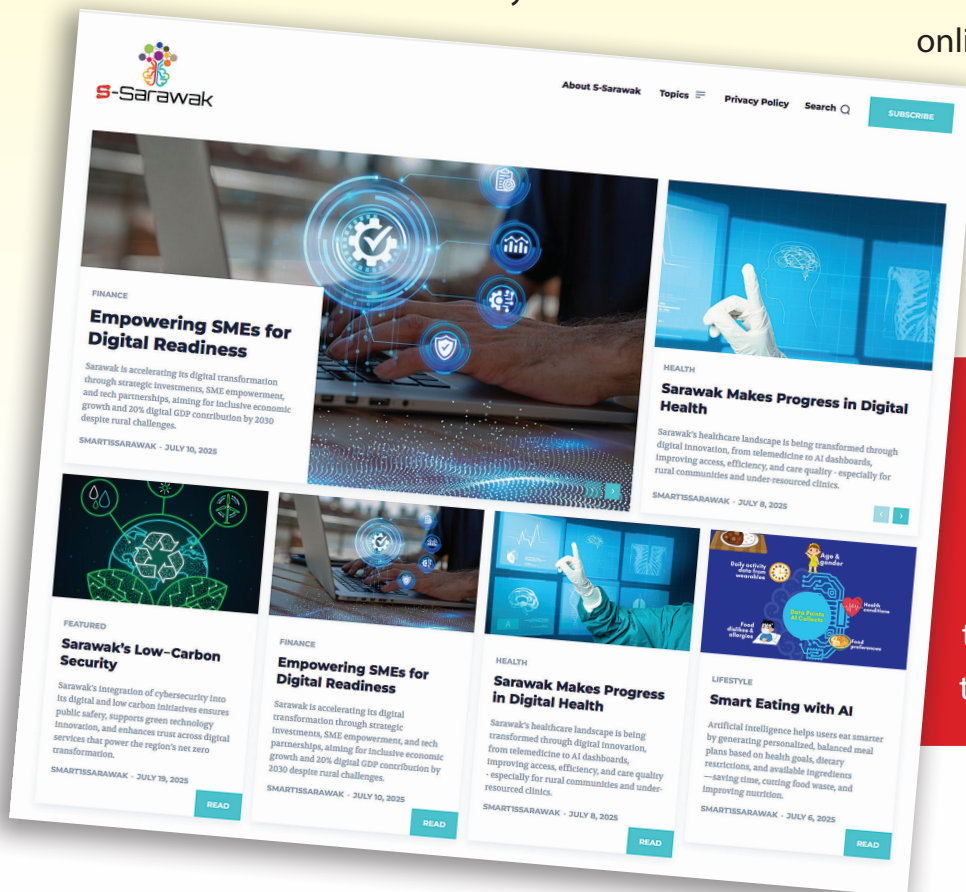 onli
S-Sarawak
About S-Sarawak Topics Privacy Policy Search SUBSCRIBE
FINANCE
Empowering SMEs for
Digital Readiness
Sarawak is accelerating its digital transformation
through strategic investments, SME empowerment,
and tech partnerships, aiming for inclusive economic
growth and 20% digital GDP contribution by 2030
despite rural challenges.
SMART1SSARAWAK - JULY 10, 2025
HEALTH
Sarawak Makes Progress in Digital
Health
Sarawak's healthcare landscape is being transformed through
digital innovation, from telemedicine to AI dashboards,
improving access, efficiency, and care quality - especially for
rural communities and under-resourced clinics.
SMART1SSARAWAK - JULY 8, 2025
FEATURED
Sarawak's Low-Carbon
Security
Sarawak's integration of cybersecurity into
its digital and low carbon initiatives ensures
public safety, supports green technology
innovation, and enhances trust across digital
services that power the region's net zero
transformation.
SMART1SSARAWAK - JULY 19, 2025
READ
FINANCE
Empowering SMEs for
Digital Readiness
Sarawak is accelerating its digital
transformation through strategic
investments, SME empowerment, and tech
partnerships, aiming for inclusive economic
growth and 20% digital GDP contribution by
2030 despite rural challenges.
SMART1SSARAWAK - JULY 10, 2025
READ
HEALTH
Sarawak Makes Progress
in Digital Health
Sarawak's healthcare landscape is being
transformed through digital innovation,
from telemedicine to AI dashboards,
improving access, efficiency, and care quality
- especially for rural communities and under-
resourced clinics.
SMART1SSARAWAK - JULY 8, 2025
READ
Daily activity
data from
wearables
Age &
gender
Data Points
AI Collects
Health
conditions
Food
dislikes &
allergies
Food
preferences
LIFESTYLE
Smart Eating with AI
Artificial intelligence helps users eat smarter
by generating personalized, balanced meal
plans based on health goals, dietary
restrictions, and available ingredients
—saving time, cutting food waste, and
improving nutrition.
SMART1SSARAWAK - JULY 6, 2025
READ